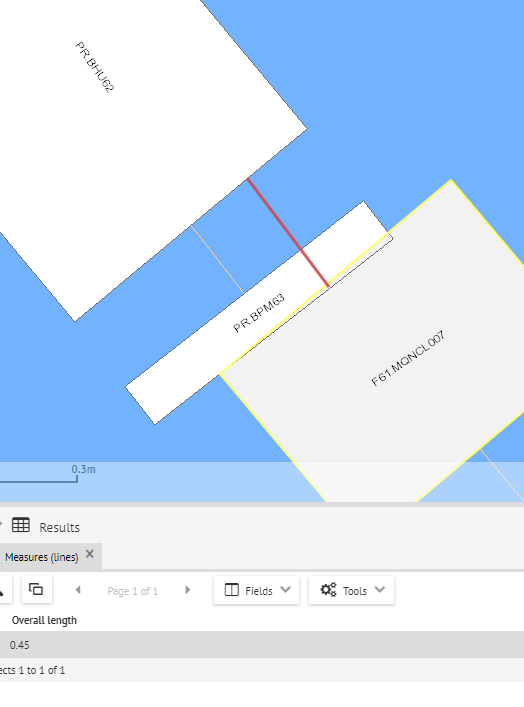 PR.BHU62
PR.BPM63
F61.MQNCL007
0.3m
Results
Measures (lines)
Page 1 of 1
Fields
Tools
Overall length
0.45
ects 1 to 1 of 1